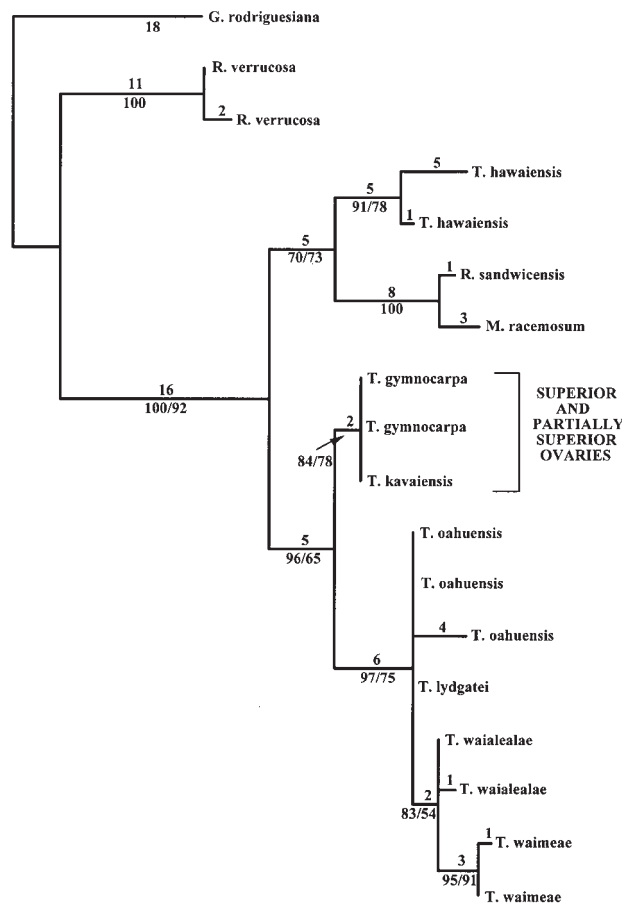 G. rodriguesiana
18
R. verrucosa
11
100
2
R. verrucosa
5
T. hawaiensis
5
91/78
1
T. hawaiensis
5
70/73
1
R. sandwicensis
8
100
3
M. racemosum
16
100/92
T. gymnocarpa
2
T. gymnocarpa
84/78
T. kavaiensis
SUPERIOR
AND
PARTIALLY
SUPERIOR
OVARIES
5
96/65
T. oahuensis
T. oahuensis
4
T. oahuensis
6
97/75
T. lydgatei
T. waialealae
1
T. waialealae
2
83/54
1
T. waimeae
3
95/91
T. waimeae